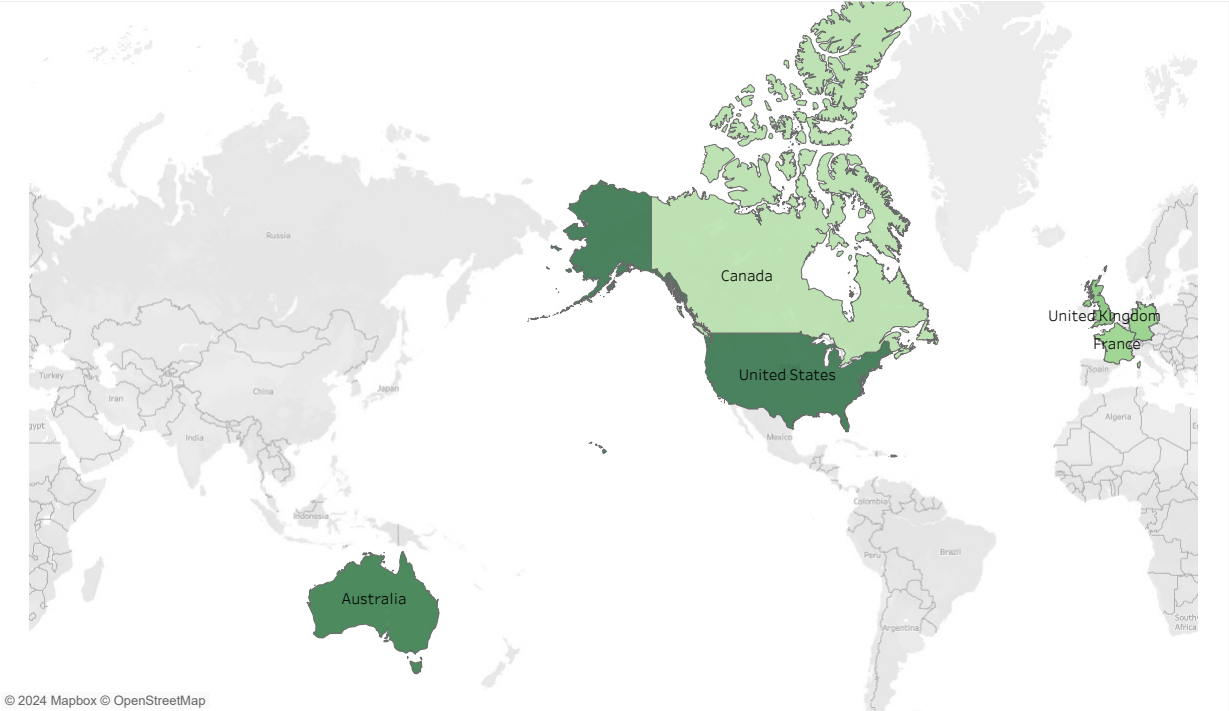 Russia
Canada
United Kingdom
France
Spain
Turkey
United States
Japan
Iran
China
Algeria
India
Mexico
Colombia
Indonesia
Brazil
Peru
Australia
South
Africa
Argentina
© 2024 Mapbox © OpenStreetMap